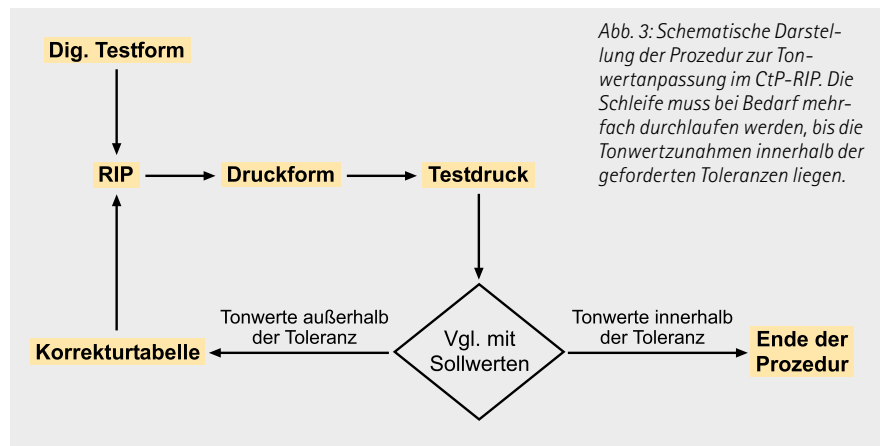 Dig. Testform
Abb. 3: Schematische Darstel-
lung der Prozedur zur Ton-
wertanpassung im CtP-RIP. Die
Schleife muss bei Bedarf mehr-
fach durchlaufen werden, bis die
Tonwertzunahmen innerhalb der
geforderten Toleranzen liegen.
RIP
Druckform
Testdruck
Tonwerte außerhalb
der Toleranz
Korrekturtabelle
Vgl. mit
Sollwerten
Tonwerte innerhalb
der Toleranz
Ende der
Prozedur